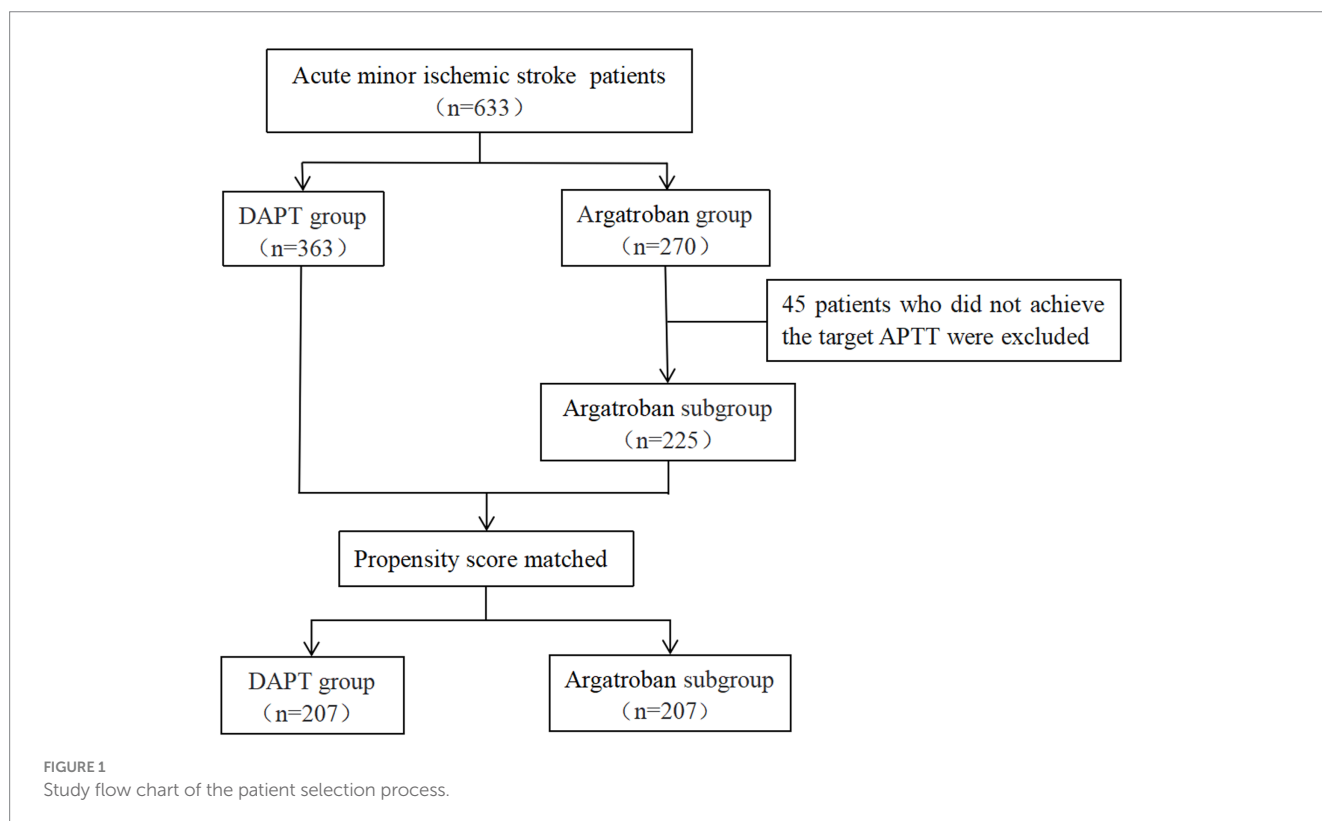 Acute minor ischemic stroke patients
（n=633）
DAPT group
（n=363）
Argatroban group
（n=270）
45 patients who did not achieve
the target APTT were excluded
Argatroban subgroup
（n=225）
Propensity score matched
DAPT group
（n=207）
Argatroban subgroup
（n=207）
FIGURE 1
Study flow chart of the patient selection process.